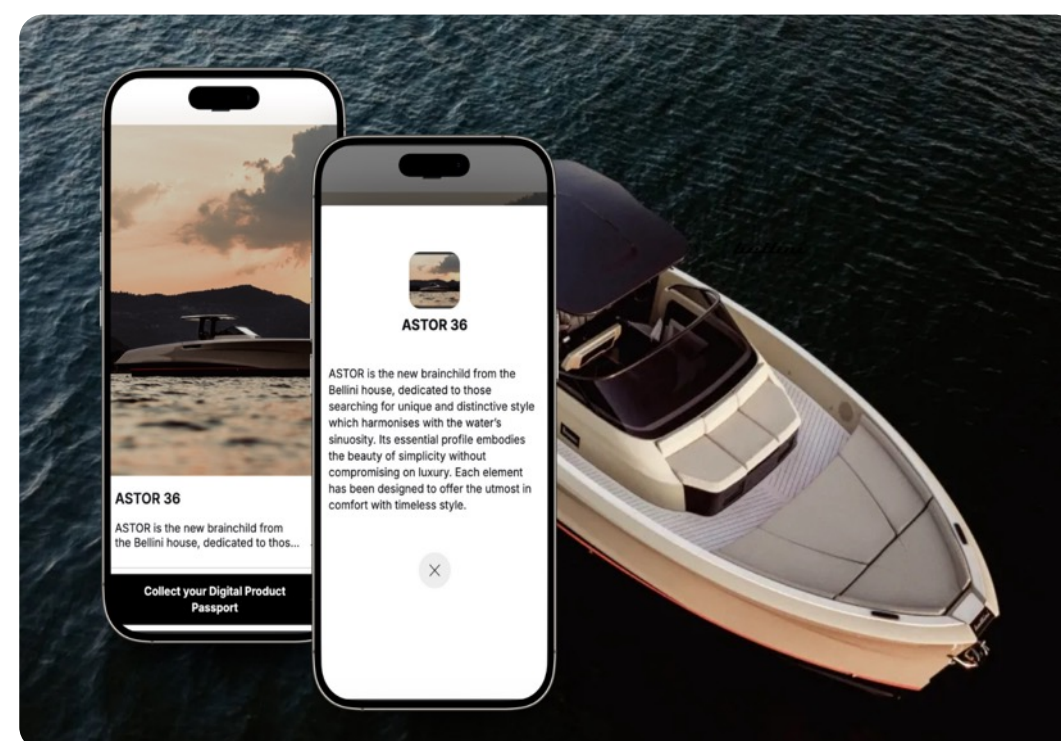 ASTOR 36
ASTOR is the new brainchild from
the Bellini house, dedicated to thos...
Collect your Digital Product
Passport
ASTOR 36
ASTOR is the new brainchild from the
Bellini house, dedicated to those
searching for unique and distinctive style
which harmonises with the water's
sinuosity. Its essential profile embodies
the beauty of simplicity without
compromising on luxury. Each element
has been designed to offer the utmost in
comfort with timeless style.